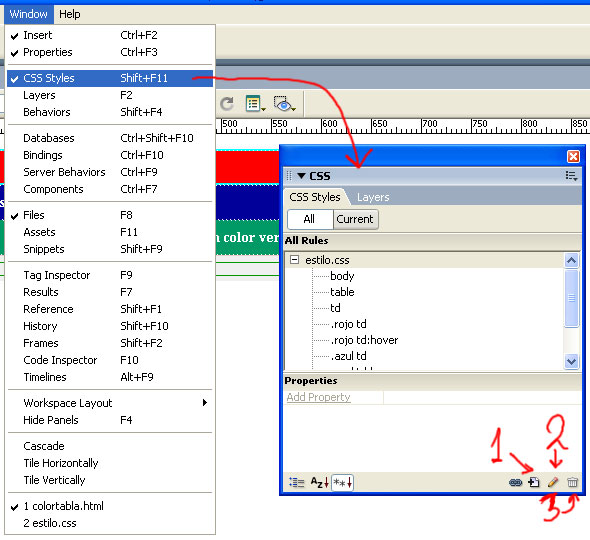 Window Help
Insert Ctrl+F2
Properties Ctrl+F3
CSS Styles Shift+F11
Layers F2
Behaviors Shift+F4
Databases Ctrl+Shift+F10
Bindings Ctrl+F10
Server Behaviors Ctrl+F9
Components Ctrl+F7
Files F8
Assets F11
Snippets Shift+F9
Tag Inspector F9
Results F7
Reference Shift+F1
History Shift+F10
Frames Shift+F2
Code Inspector F10
Timelines Alt+F9
Workspace Layout
Hide Panels F4
Cascade
Tile Horizontally
Tile Vertically
1 colortabla.html
2 estilo.css
500 550 600 650 700 750 800 850
color ver
CSS
CSS Styles Layers
All Current
All Rules
estilo.css
body
table
td
.rojo td
.rojo td:hover
.azul td
Properties
Add Property
1 2
3